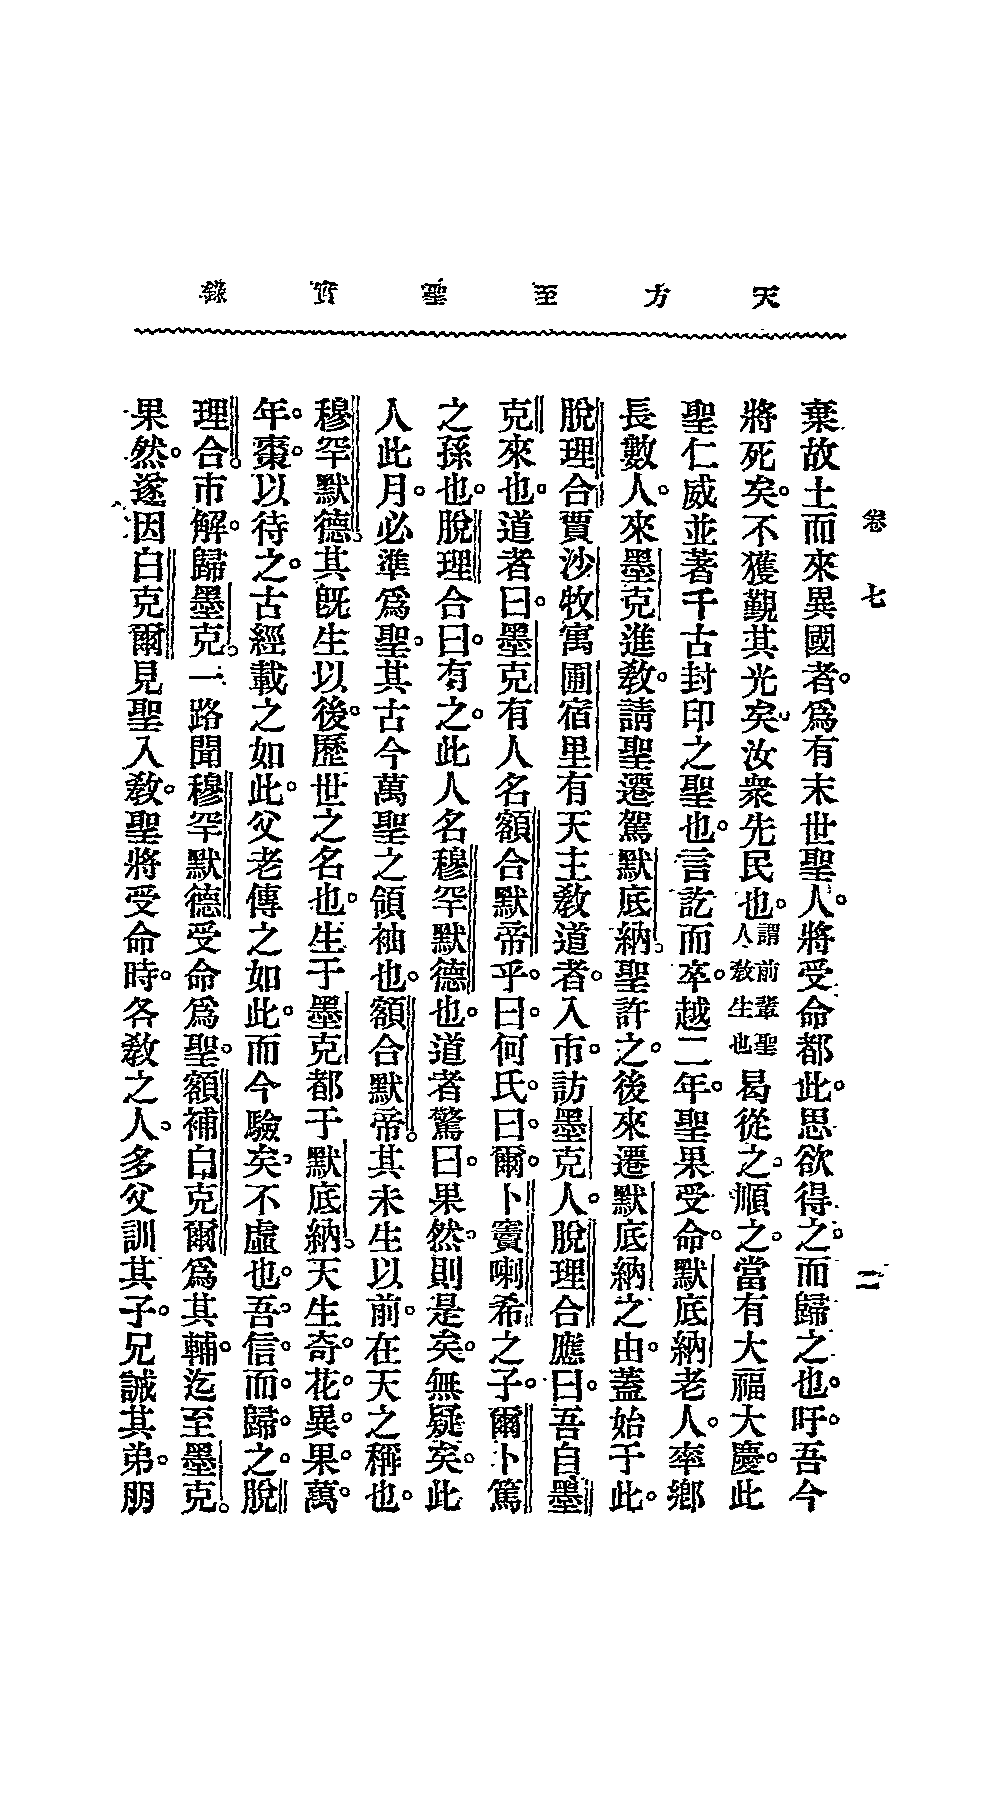 天方至聖實錄
卷七
二
棄故土而來異國者。爲有末世聖人。將受命都此。思欲得之。而歸之也。吁。吾今
將死矣。不獲覲其光矣。汝衆先民也。謂前輩聖人敎生也曷從之。順之。當有大福大慶。此
聖仁威並著千古封印之聖也。言訖而卒。越二年。聖果受命。默底納老人。率鄉
長數人。來墨克進敎。請聖遷駕默底納。聖許之。後來遷默底納之由。蓋始于此。
脫理合賈沙牧寓圃宿里有天主敎道者。入市。訪墨克人。脫理合應曰。吾自墨
克來也。道者曰。墨克有人名額合默帝乎。曰。何氏。曰。爾卜竇喇希之子。爾卜篤
之孫也。脫理合曰。有之。此人名穆罕默德也。道者驚曰。果然。則是矣。無疑矣。此
人此月。必準爲聖。其古今萬聖之領袖也。額合默帝。其未生以前。在天之稱也。
穆罕默德。其旣生以後。歷世之名也。生于墨克都于默底納。天生奇花。異果。萬
年。棗。以待之。古經載之如此。父老傳之如此。而今驗矣。不虛也。吾信。而歸之。脫
理合。市解。歸墨克。一路聞穆罕默德受命爲聖。額補白克爾爲其輔。迄至墨克。
果然。遂因白克爾見聖入敎。聖將受命時。各敎之人。多父訓其子。兄誡其弟。朋